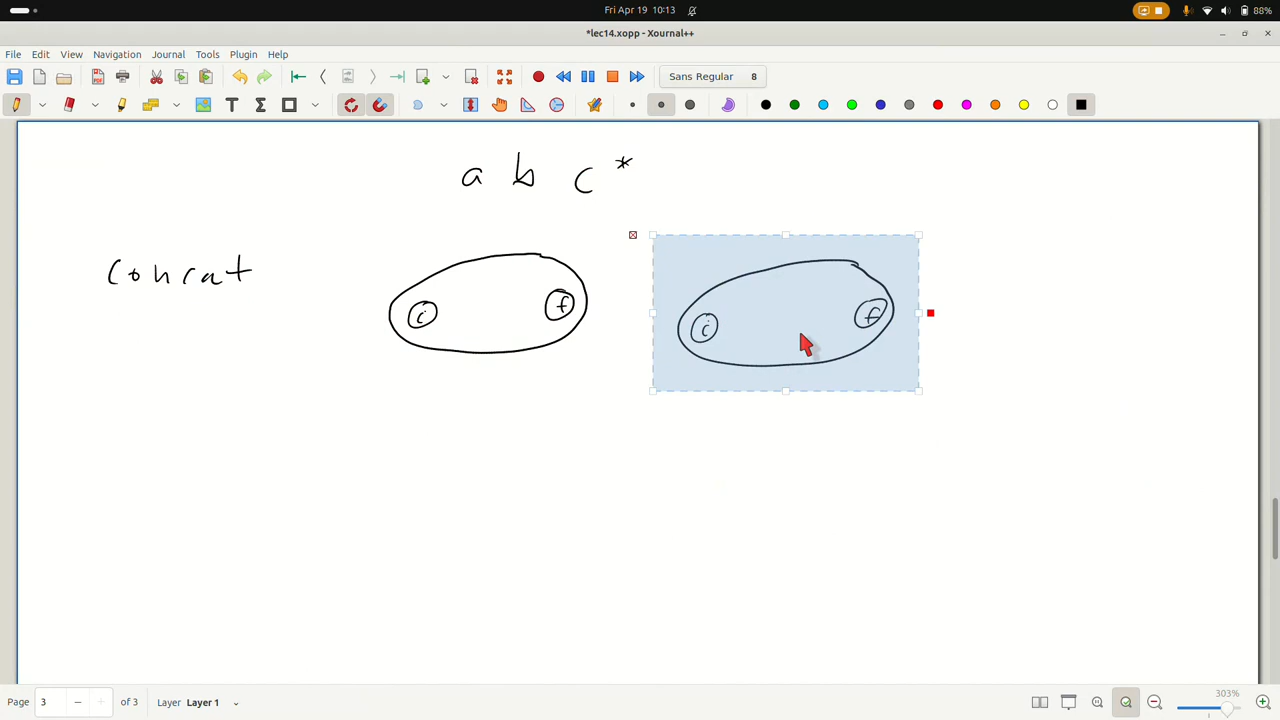 Fri Apr 19 10:13
88%
*lec14.xopp - Xournal++
File Edit View Navigation Journal Tools Plugin Help
Sans Regular 8
a b c *
concat
i f i f
303%
Page 3 of 3 Layer Layer 1